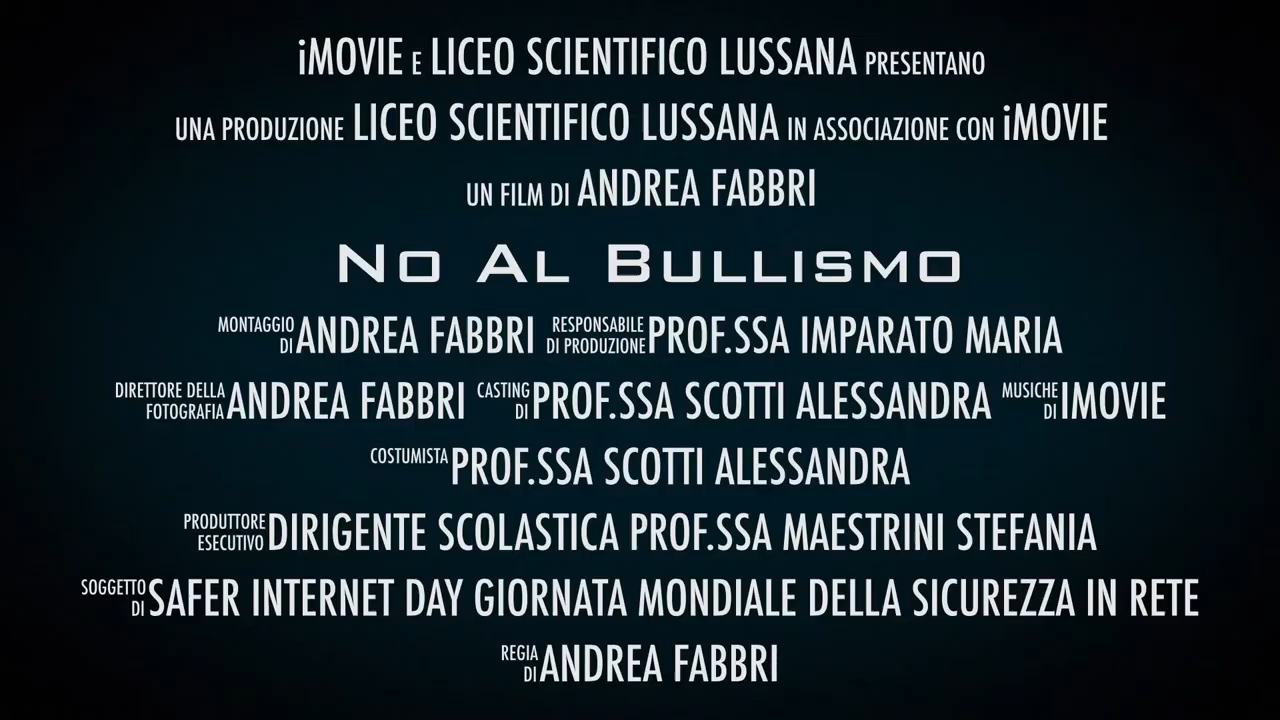 iMOVIE E LICEO SCIENTIFICO LUSSANA PRESENTANO
UNA PRODUZIONE LICEO SCIENTIFICO LUSSANA IN ASSOCIAZIONE CON iMOVIE
UN FILM DI ANDREA FABBRI
NO AL BULLISMO
MONTAGGIO DI ANDREA FABBRI RESPONSABILE DI PRODUZIONE PROF.SSA IMPARATO MARIA
DIRETTORE DELLA FOTOGRAFIA ANDREA FABBRI CASTING DI PROF.SSA SCOTTI ALESSANDRA MUSICHE DI IMOVIE
COSTUMISTA PROF.SSA SCOTTI ALESSANDRA
PRODUTTORE ESECUTIVO DIRIGENTE SCOLASTICA PROF.SSA MAESTRINI STEFANIA
SOGGETTO DI SAFER INTERNET DAY GIORNATA MONDIALE DELLA SICUREZZA IN RETE
REGIA DI ANDREA FABBRI